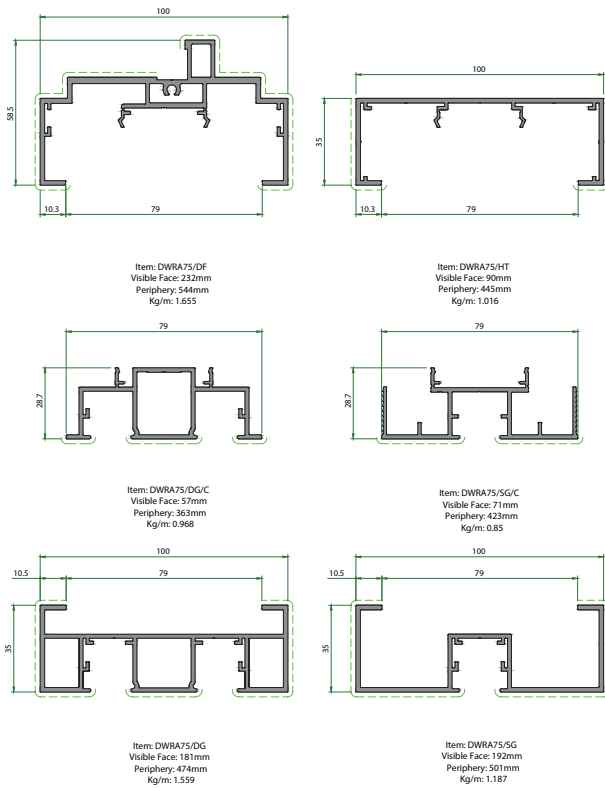 100
58.5
10.3
79
Item: DWRA75/DF
Visible Face: 232mm
Periphery: 544mm
Kg/m: 1.655
100
35
10.3
79
Item: DWRA75/HT
Visible Face: 90mm
Periphery: 445mm
Kg/m: 1.016
79
28.7
Item: DWRA75/DG/C
Visible Face: 57mm
Periphery: 363mm
Kg/m: 0.968
79
28.7
Item: DWRA75/SG/C
Visible Face: 71mm
Periphery: 423mm
Kg/m: 0.85
100
10.5
79
35
Item: DWRA75/DG
Visible Face: 181mm
Periphery: 474mm
Kg/m: 1.559
100
10.5
79
35
Item: DWRA75/SG
Visible Face: 192mm
Periphery: 501mm
Kg/m: 1.187